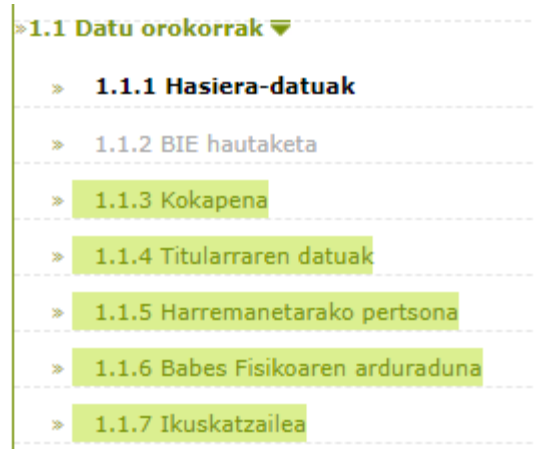 »1.1 Datu orokorrak
» 1.1.1 Hasiera-datuak
» 1.1.2 BIE hautaketa
» 1.1.3 Kokapena
» 1.1.4 Titularraren datuak
» 1.1.5 Harremanetarako pertsona
» 1.1.6 Babes Fisikoaren arduraduna
» 1.1.7 Ikuskatzailea